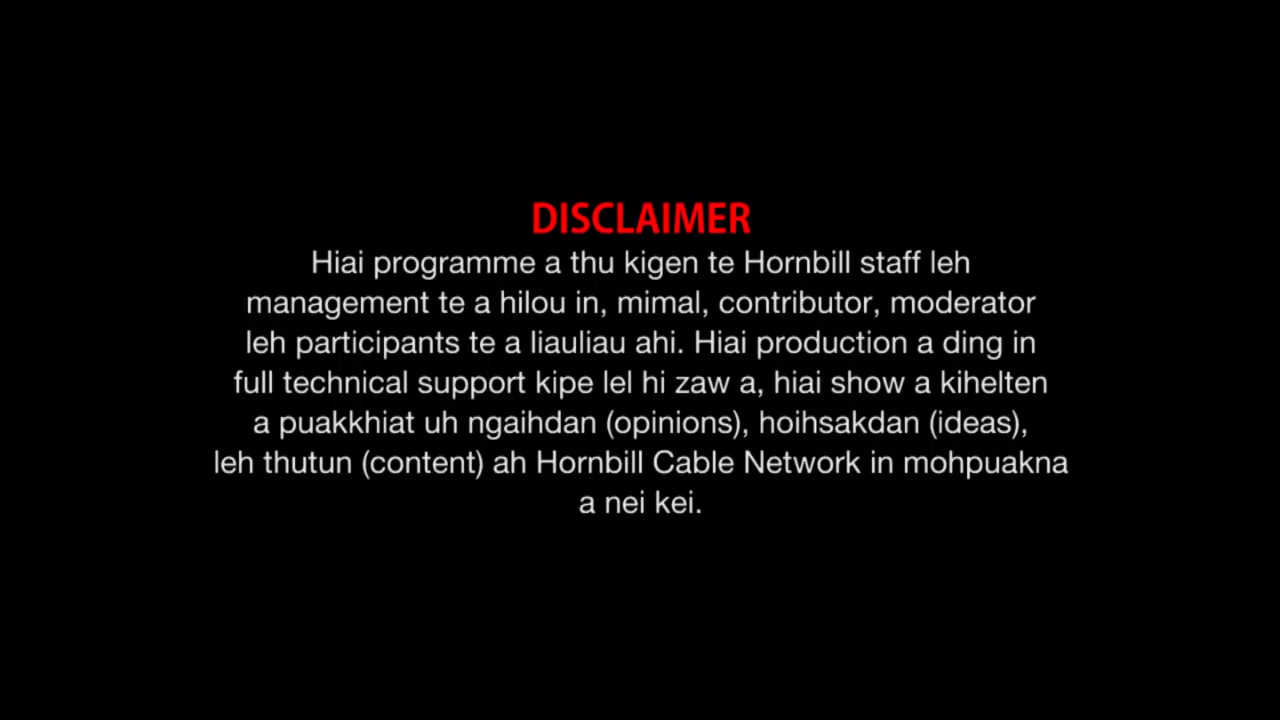 DISCLAIMER
Hiai programme a thu kigen te Hornbill staff leh
management te a hilou in, mimal, contributor, moderator
leh participants te a liauliau ahi. Hiai production a ding in
full technical support kipe lel hi zaw a, hiai show a kihelten
a puakkhiat uh ngaihdan (opinions), hoihsakdan (ideas),
leh thutun (content) ah Hornbill Cable Network in mohpuakna
a nei kei.